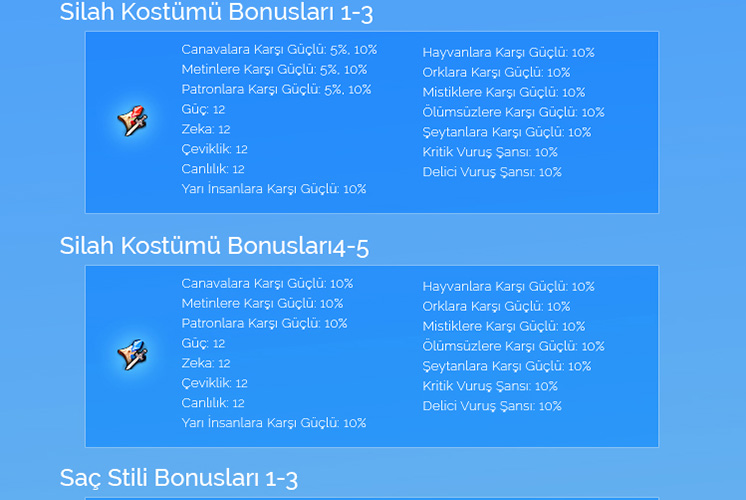 Silah Kostümü Bonusları 1-3
Canavalara Karşı Güçlü: 5%, 10%
Metinlere Karşı Güçlü: 5%, 10%
Patronlara Karşı Güçlü: 5%, 10%
Güç: 12
Zeka: 12
Çeviklik: 12
Canlılık: 12
Yarı İnsanlara Karşı Güçlü: 10%
Hayvanlara Karşı Güçlü: 10%
Orklara Karşı Güçlü: 10%
Mistiklere Karşı Güçlü: 10%
Ölümsüzlere Karşı Güçlü: 10%
Şeytanlara Karşı Güçlü: 10%
Kritik Vuruş Şansı: 10%
Delici Vuruş Şansı: 10%
Silah Kostümü Bonusları4-5
Canavalara Karşı Güçlü: 10%
Metinlere Karşı Güçlü: 10%
Patronlara Karşı Güçlü: 10%
Güç: 12
Zeka: 12
Çeviklik: 12
Canlılık: 12
Yarı İnsanlara Karşı Güçlü: 10%
Hayvanlara Karşı Güçlü: 10%
Orklara Karşı Güçlü: 10%
Mistiklere Karşı Güçlü: 10%
Ölümsüzlere Karşı Güçlü: 10%
Şeytanlara Karşı Güçlü: 10%
Kritik Vuruş Şansı: 10%
Delici Vuruş Şansı: 10%
Saç Stili Bonusları 1-3